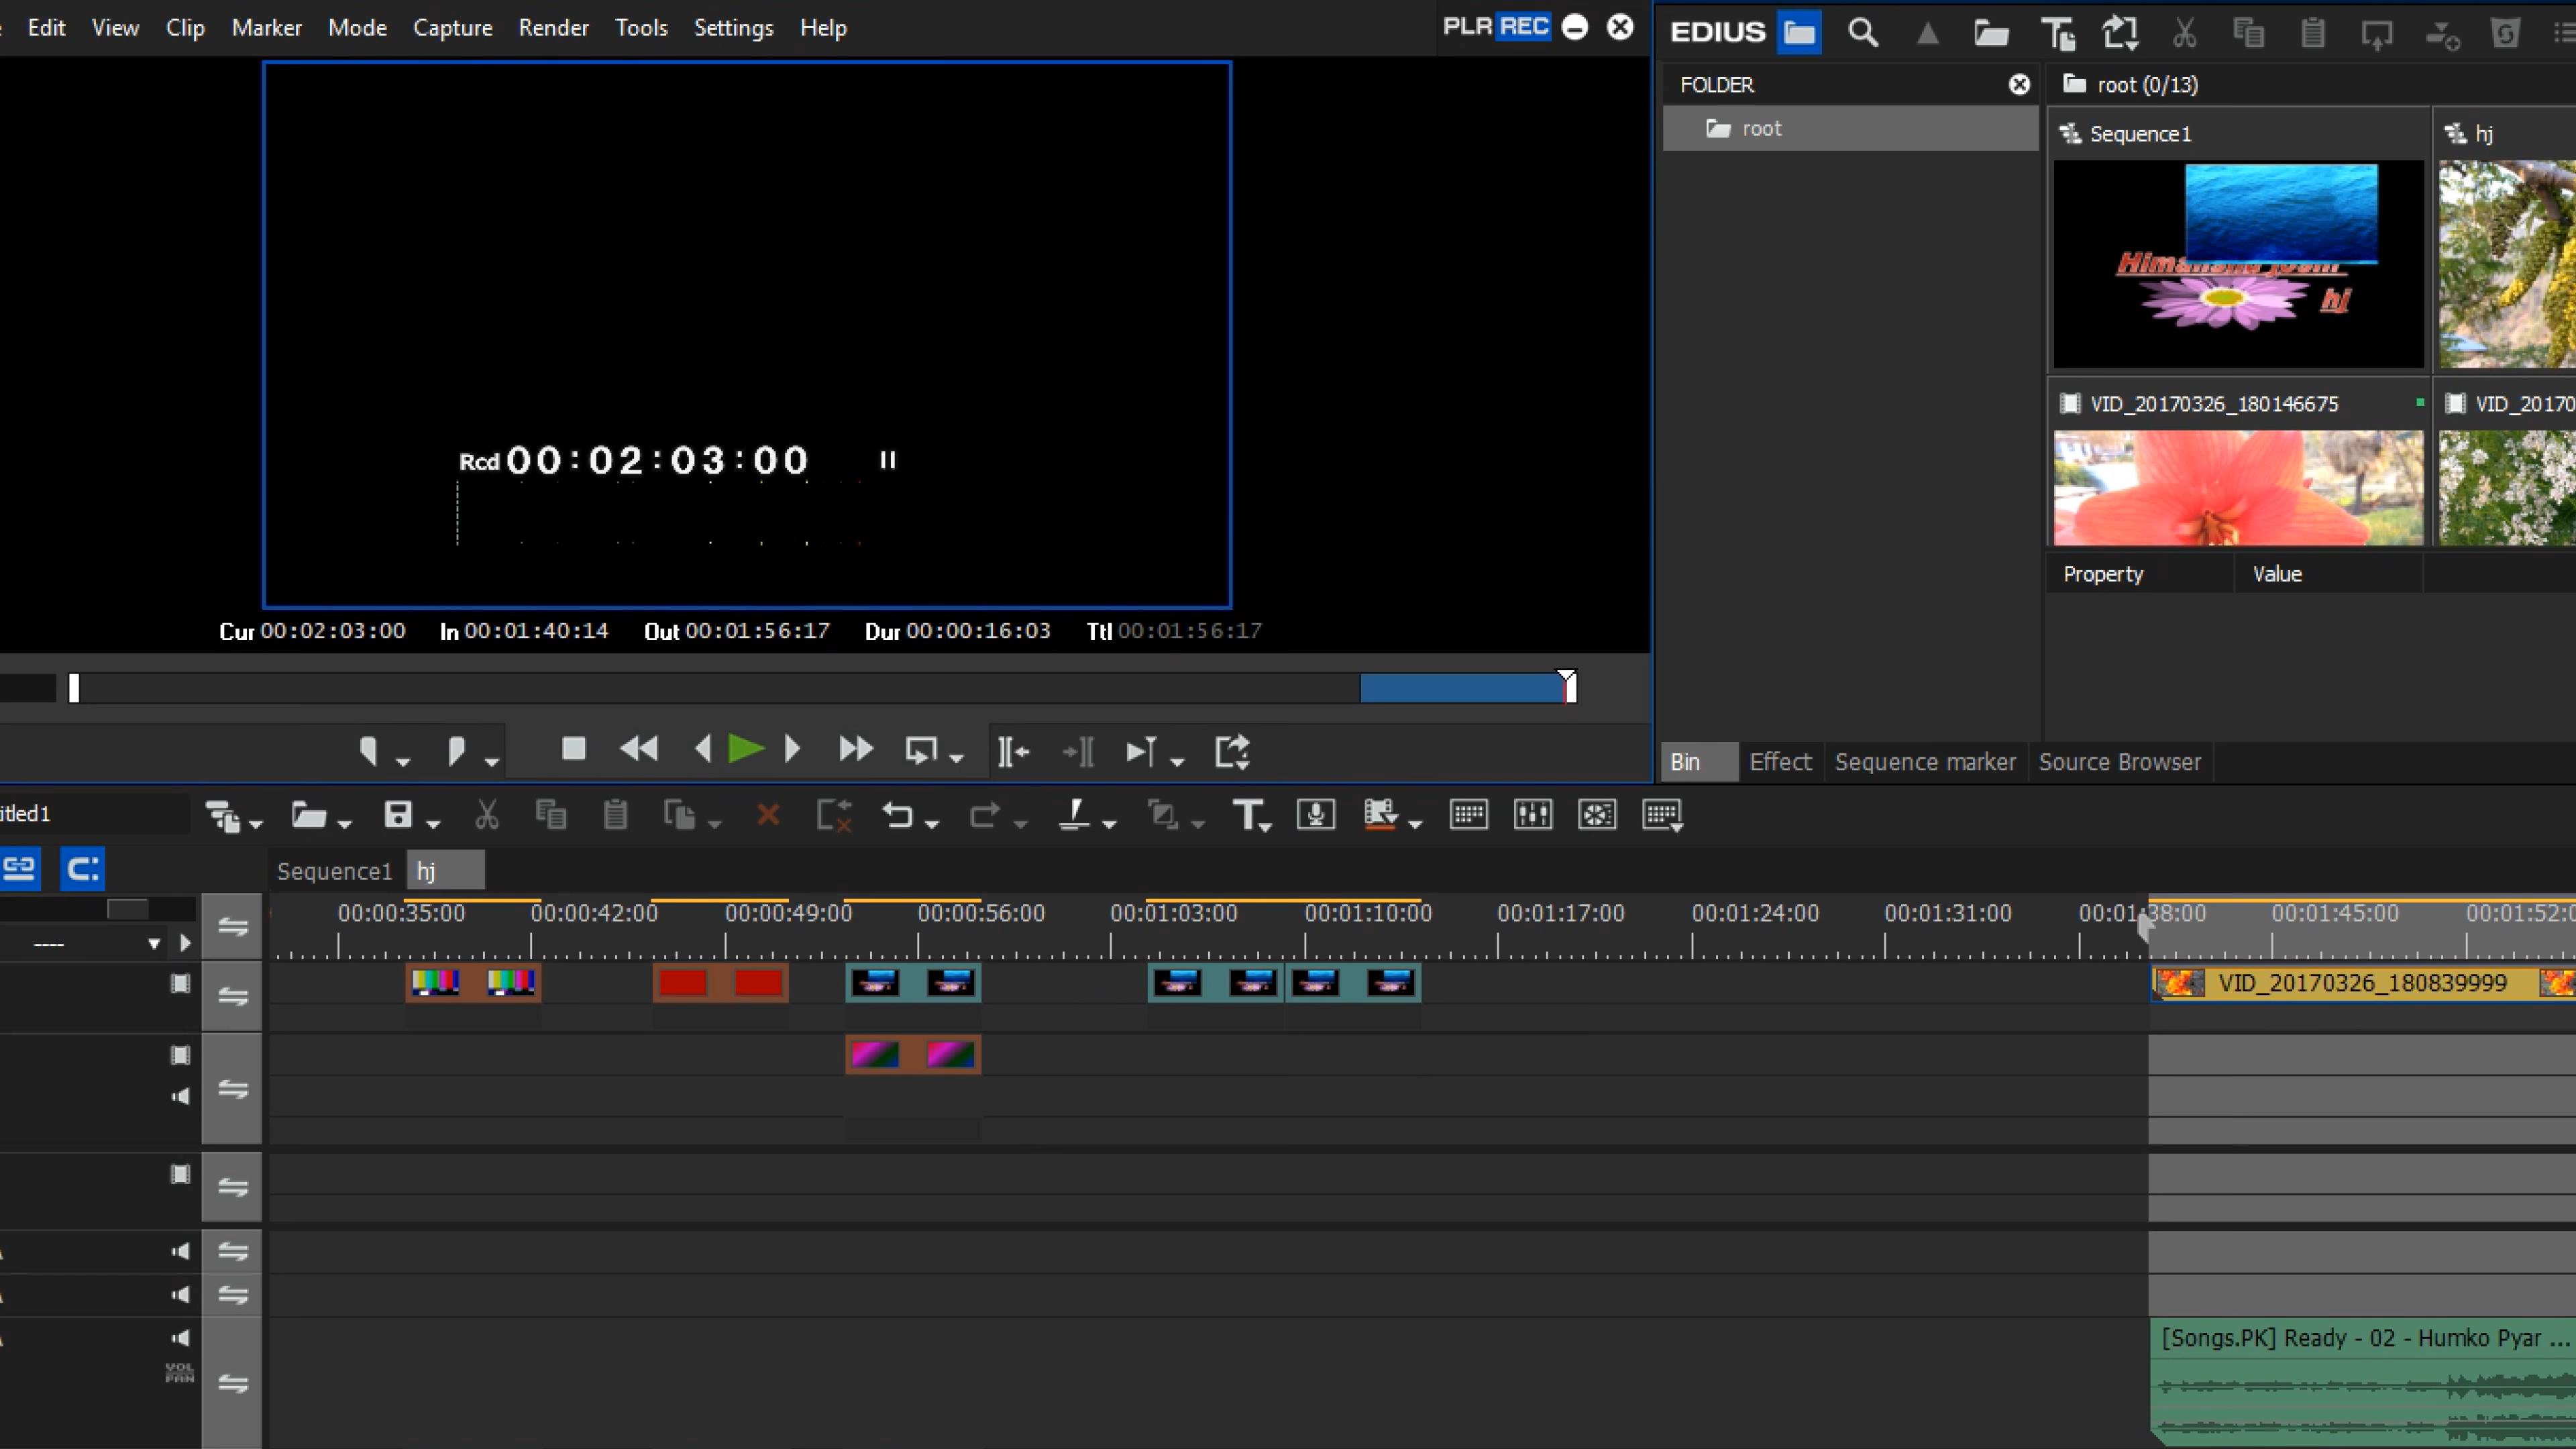 Edit View Clip Marker Mode Capture Render Tools Settings Help
PLR REC
EDIUS
FOLDER
root
root (0/13)
Sequence1
hj
hj
VID_20170326_180146675
VID_20170
Property Value
Rcd 00:02:03:00
Cur 00:02:03:00 In 00:01:40:14 Out 00:01:56:17 Dur 00:00:16:03 Ttl 00:01:56:17
Bin Effect Sequence marker Source Browser
itled1
Sequence1 hj
00:00:35:00 00:00:42:00 00:00:49:00 00:00:56:00 00:01:03:00 00:01:10:00 00:01:17:00 00:01:24:00 00:01:31:00 00:01:38:00 00:01:45:00 00:01:52:0
----
VID_20170326_180839999
[Songs.PK] Ready - 02 - Humko Pyar ...
VOL
PAN